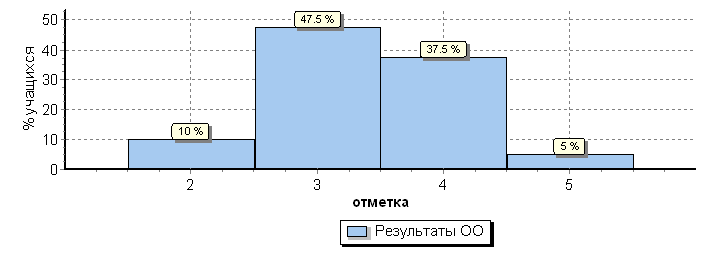 % учащихся
50
40
30
20
10
0
10 %
47.5 %
37.5 %
5 %
2 3 4 5
отметка
Результаты ОО